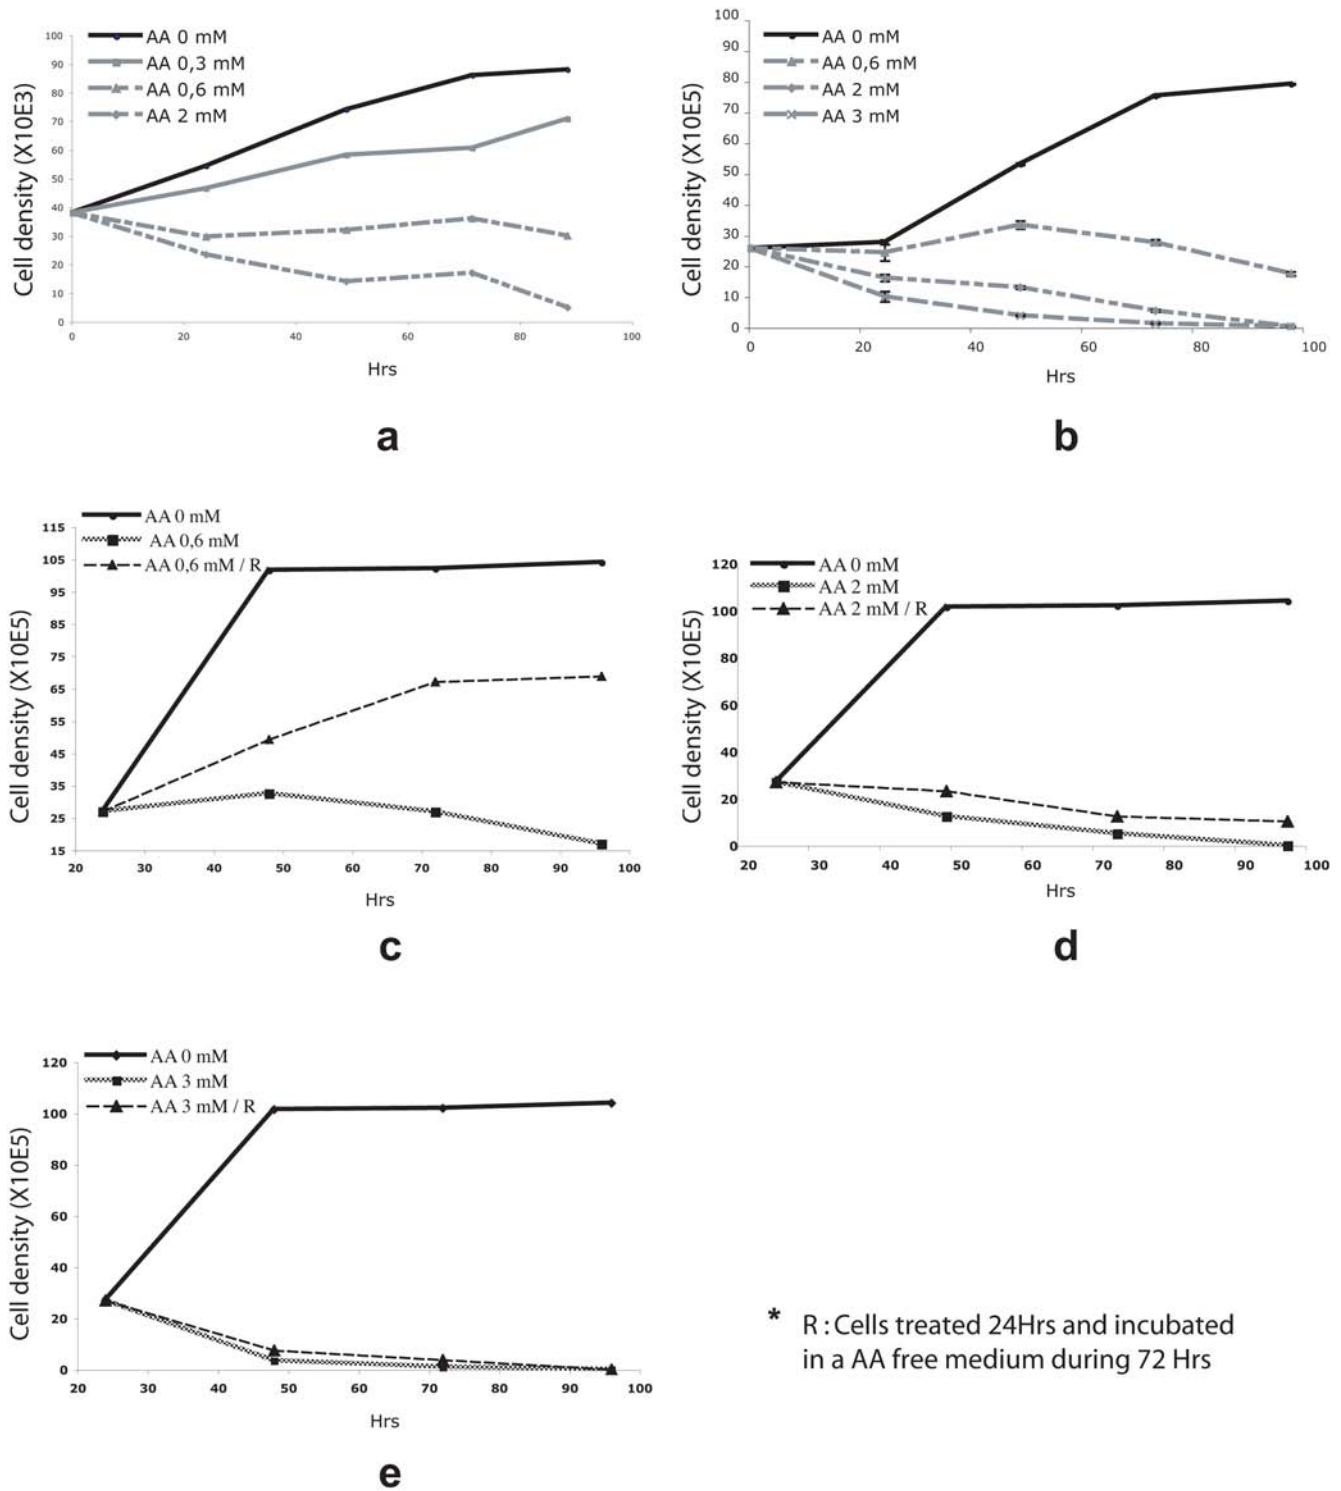 AA 0 mM
AA 0,3 mM
AA 0,6 mM
AA 2 mM
100
90
80
70
60
50
40
30
20
10
0
0 20 40 60 80 100
Cell density (X10E3)
Hrs
a
AA 0 mM
AA 0,6 mM
AA 2 mM
AA 3 mM
100
90
80
70
60
50
40
30
20
10
0
0 20 40 60 80 100
Cell density (X10E5)
Hrs
b
AA 0 mM
AA 0,6 mM
AA 0,6 mM / R
115
105
95
85
75
65
55
45
35
25
15
20 30 40 50 60 70 80 90 100
Cell density (X10E5)
Hrs
c
AA 0 mM
AA 2 mM
AA 2 mM / R
120
100
80
60
40
20
0
20 30 40 50 60 70 80 90 100
Cell density (X10E5)
Hrs
d
AA 0 mM
AA 3 mM
AA 3 mM / R
120
100
80
60
40
20
0
20 30 40 50 60 70 80 90 100
Cell density (X10E5)
Hrs
e
* R : Cells treated 24Hrs and incubated
in a AA free medium during 72 Hrs